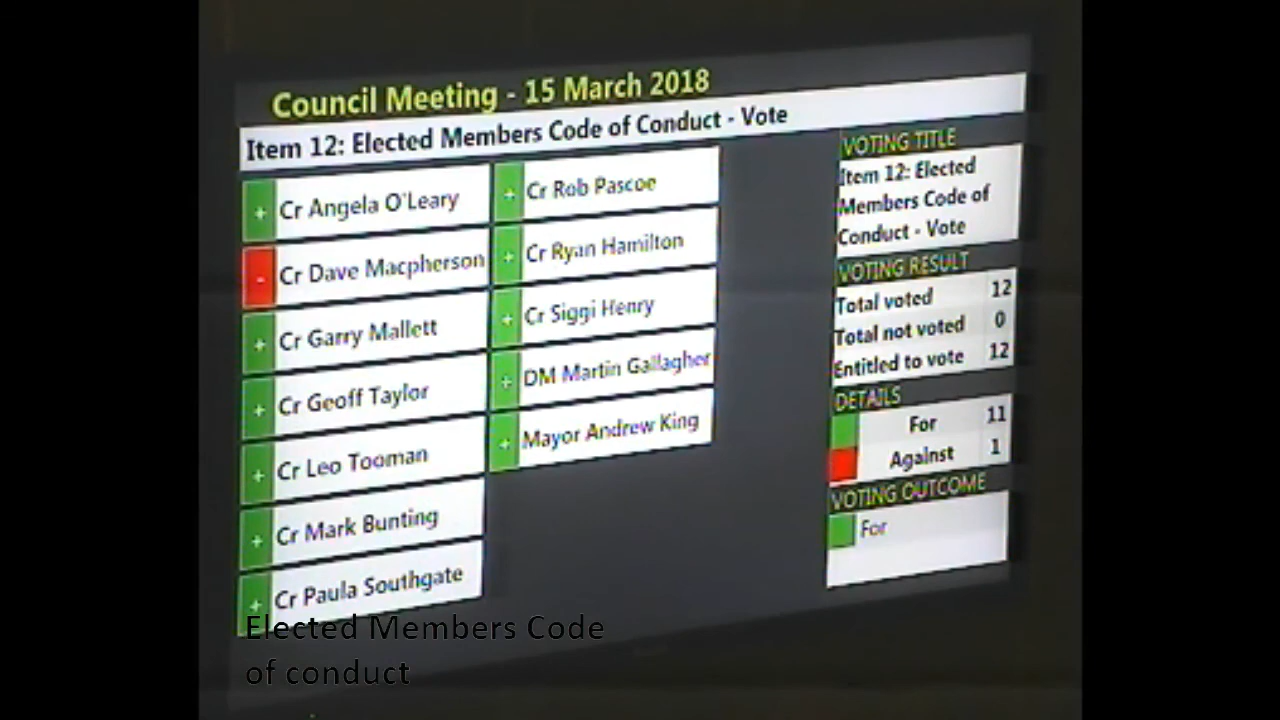 Council Meeting - 15 March 2018
Item 12: Elected Members Code of Conduct - Vote
+ Cr Angela O'Leary
- Cr Dave Macpherson
+ Cr Garry Mallett
+ Cr Geoff Taylor
+ Cr Leo Tooman
+ Cr Mark Bunting
+ Cr Paula Southgate
+ Cr Rob Pascoe
+ Cr Ryan Hamilton
+ Cr Siggi Henry
+ DM Martin Gallagher
+ Mayor Andrew King
VOTING TITLE
Item 12: Elected
Members Code of
Conduct - Vote
VOTING RESULT
Total voted 12
Total not voted 0
Entitled to vote 12
DETAILS
For 11
Against 1
VOTING OUTCOME
For
Elected Members Code
of conduct